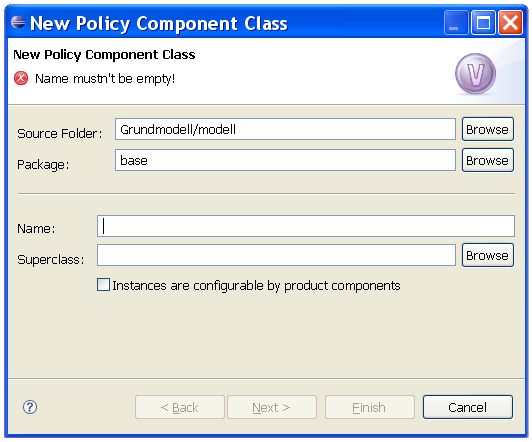 New Policy Component Class
New Policy Component Class
Name mustn't be empty!
V
Source Folder: Grundmodell/modell Browse
Package: base Browse
Name:
Superclass: Browse
Instances are configurable by product components
? < Back Next > Finish Cancel